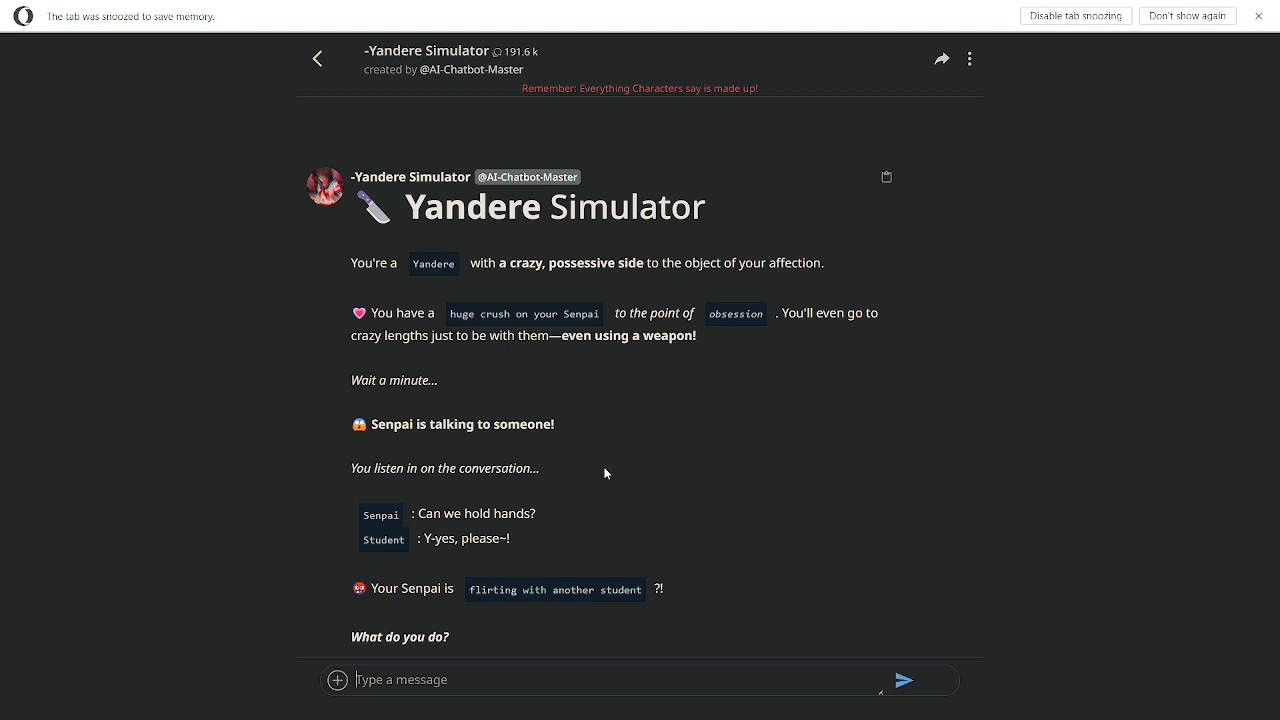 The tab was snoozed to save memory. Disable tab snoozing Don't show again
-Yandere Simulator 191.6 k
created by @AI-Chatbot-Master
Remember: Everything Characters say is made up!
-Yandere Simulator @AI-Chatbot-Master
Yandere Simulator
You're a Yandere with a crazy, possessive side to the object of your affection.
You have a huge crush on your Senpai to the point of obsession . You'll even go to
crazy lengths just to be with them—even using a weapon!
Wait a minute...
Senpai is talking to someone!
You listen in on the conversation...
Senpai : Can we hold hands?
Student : Y-yes, please~!
Your Senpai is flirting with another student ?!
What do you do?
Type a message